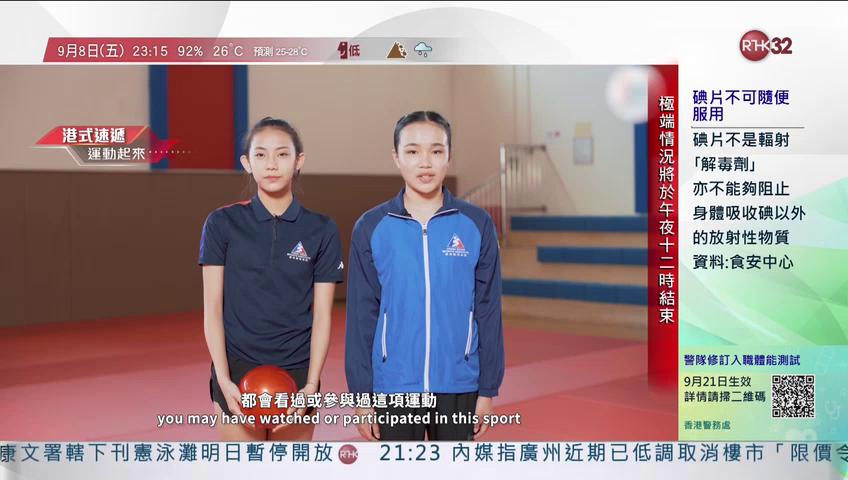 9月8日(五) 23:15 92% 26°C 預測 25-28°C 低
RTHK 32
港式速遞
運動起來
極端情況將於午夜十二時結束
碘片不可隨便
服用
碘片不是輻射
「解毒劑」
亦不能夠阻止
身體吸收碘以外
的放射性物質
資料:食安中心
警隊修訂入職體能測試
9月21日生效
詳情請掃二維碼
香港警務處
都會看過或參與過這項運動
you may have watched or participated in this sport
康文署轄下刊憲泳灘明日暫停開放 RTHK 21:23 內媒指廣州近期已低調取消樓市「限價令